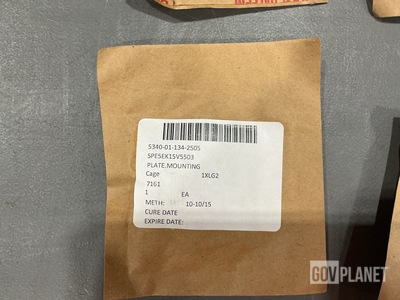 5340-01-134-2505
SPE5EK15V5503
PLATE,MOUNTING
Cage 1XLG2
7161
1 EA
METH: 10-10/15
CURE DATE
EXPIRE DATE:
GOVPLANET